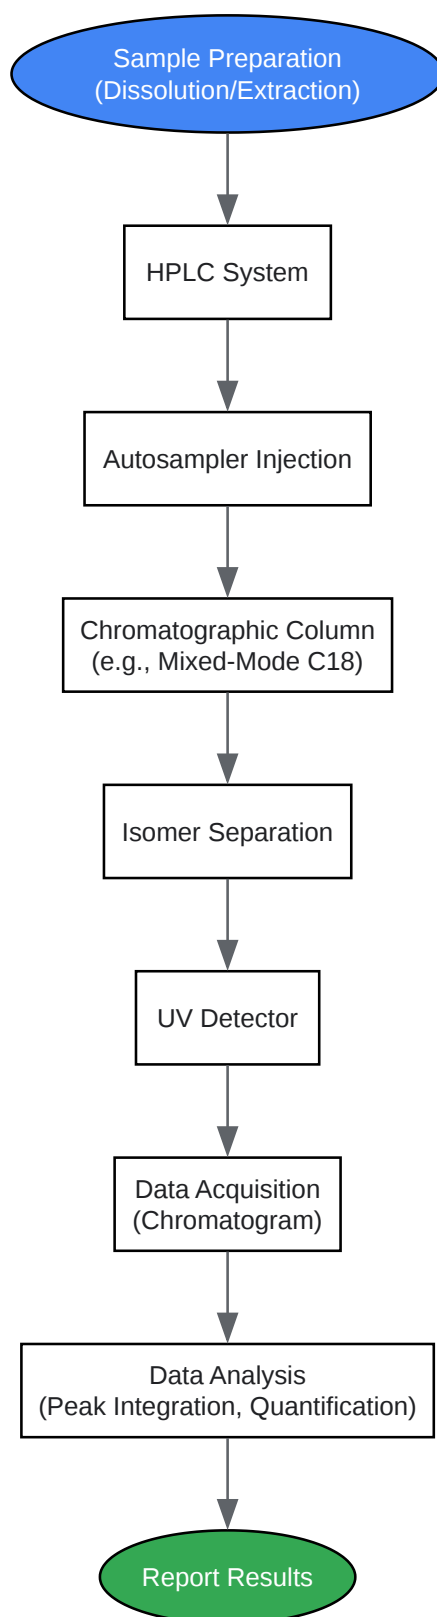 Sample Preparation
(Dissolution/Extraction)
HPLC System
Autosampler Injection
Chromatographic Column
(e.g., Mixed-Mode C18)
Isomer Separation
UV Detector
Data Acquisition
(Chromatogram)
Data Analysis
(Peak Integration, Quantification)
Report Results